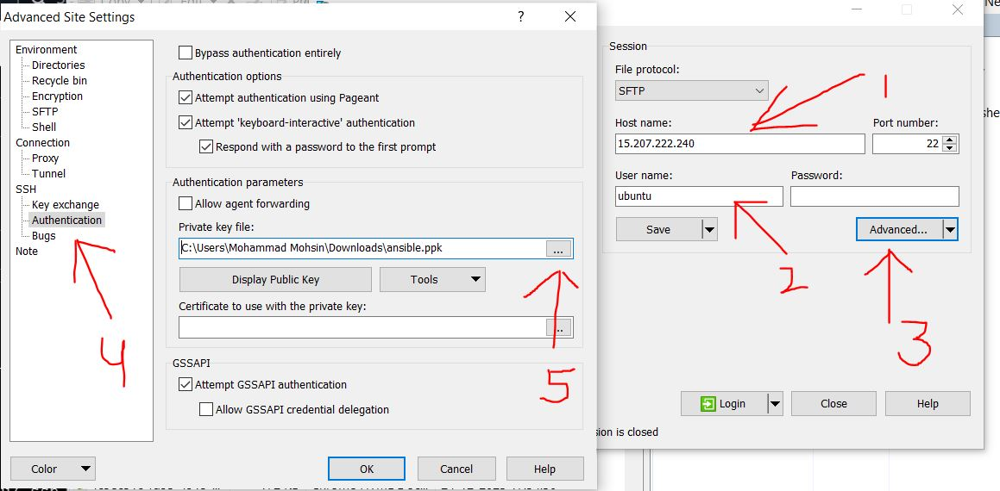 Advanced Site Settings
?
Environment
Directories
Recycle bin
Encryption
SFTP
Shell
Connection
Proxy
Tunnel
SSH
Key exchange
Authentication
Bugs
Note
4
Bypass authentication entirely
Authentication options
Attempt authentication using Pageant
Attempt 'keyboard-interactive' authentication
Respond with a password to the first prompt
Authentication parameters
Allow agent forwarding
Private key file:
C:\Users\Mohammad Mohsin\Downloads\ansible.ppk
...
Display Public Key Tools
Certificate to use with the private key:
...
5
GSSAPI
Attempt GSSAPI authentication
Allow GSSAPI credential delegation
Color OK Cancel Help
Session
File protocol:
SFTP
1
Host name: Port number:
15.207.222.240 22
User name: Password:
ubuntu
Save Advanced...
2
3
Login Close Help
is closed